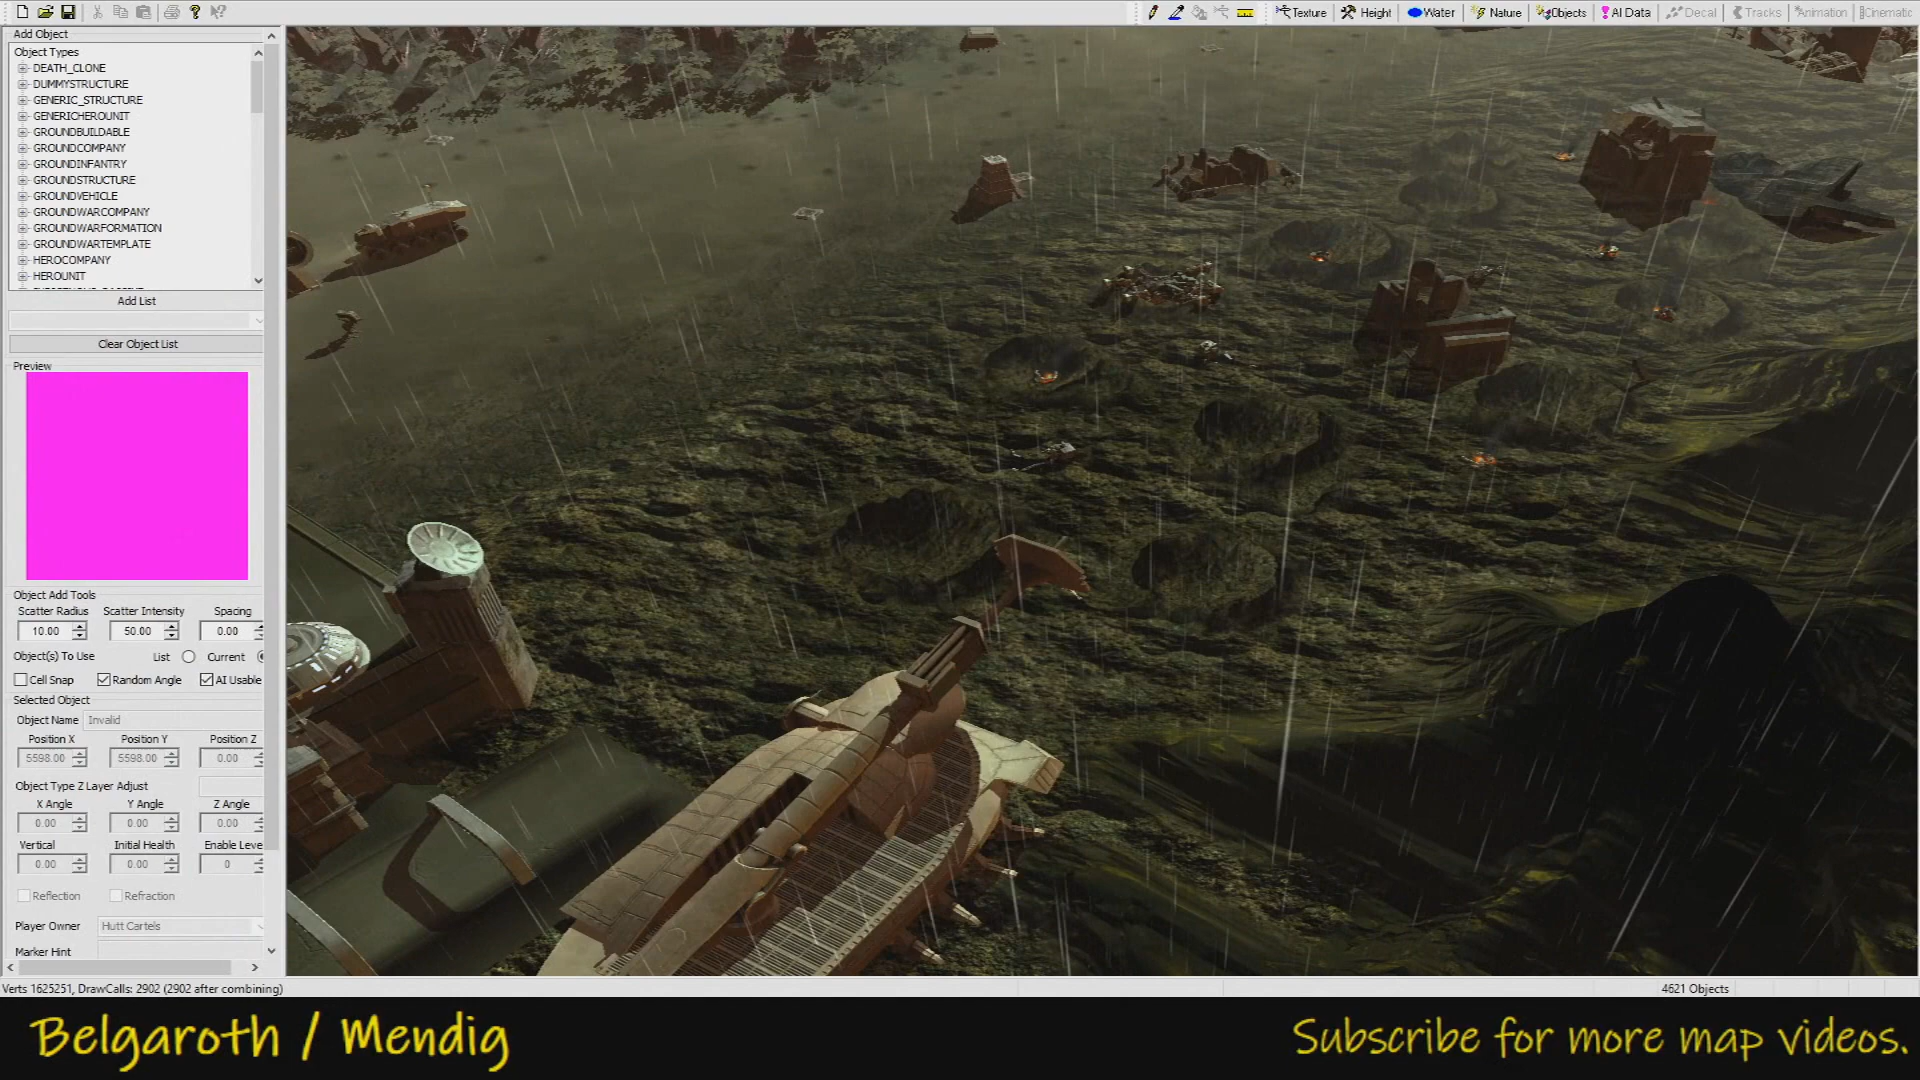 Texture Height Water Nature Objects AI Data Decal Tracks Animation Cinematic
Add Object
Object Types
DEATH_CLONE
DUMMYSTRUCTURE
GENERIC_STRUCTURE
GENERICHEROUNIT
GROUNDBUILDABLE
GROUNDCOMPANY
GROUNDINFANTRY
GROUNDSTRUCTURE
GROUNDVEHICLE
GROUNDWARCOMPANY
GROUNDWARFORMATION
GROUNDWARTEMPLATE
HEROCOMPANY
HEROUNIT
Add List
Clear Object List
Preview
Object Add Tools
Scatter Radius Scatter Intensity Spacing
10.00 50.00 0.00
Object(s) To Use List Current
Cell Snap Random Angle AI Usable
Selected Object
Object Name Invalid
Position X Position Y Position Z
5598.00 5598.00 0.00
Object Type Z Layer Adjust
X Angle Y Angle Z Angle
0.00 0.00 0.00
Vertical Initial Health Enable Leve
0.00 0.00 0
Reflection Refraction
Player Owner Hutt Cartels
Marker Hint
Verts 1625251, DrawCalls: 2902 (2902 after combining) 4621 Objects
Belgaroth / Mendig
Subscribe for more map videos.